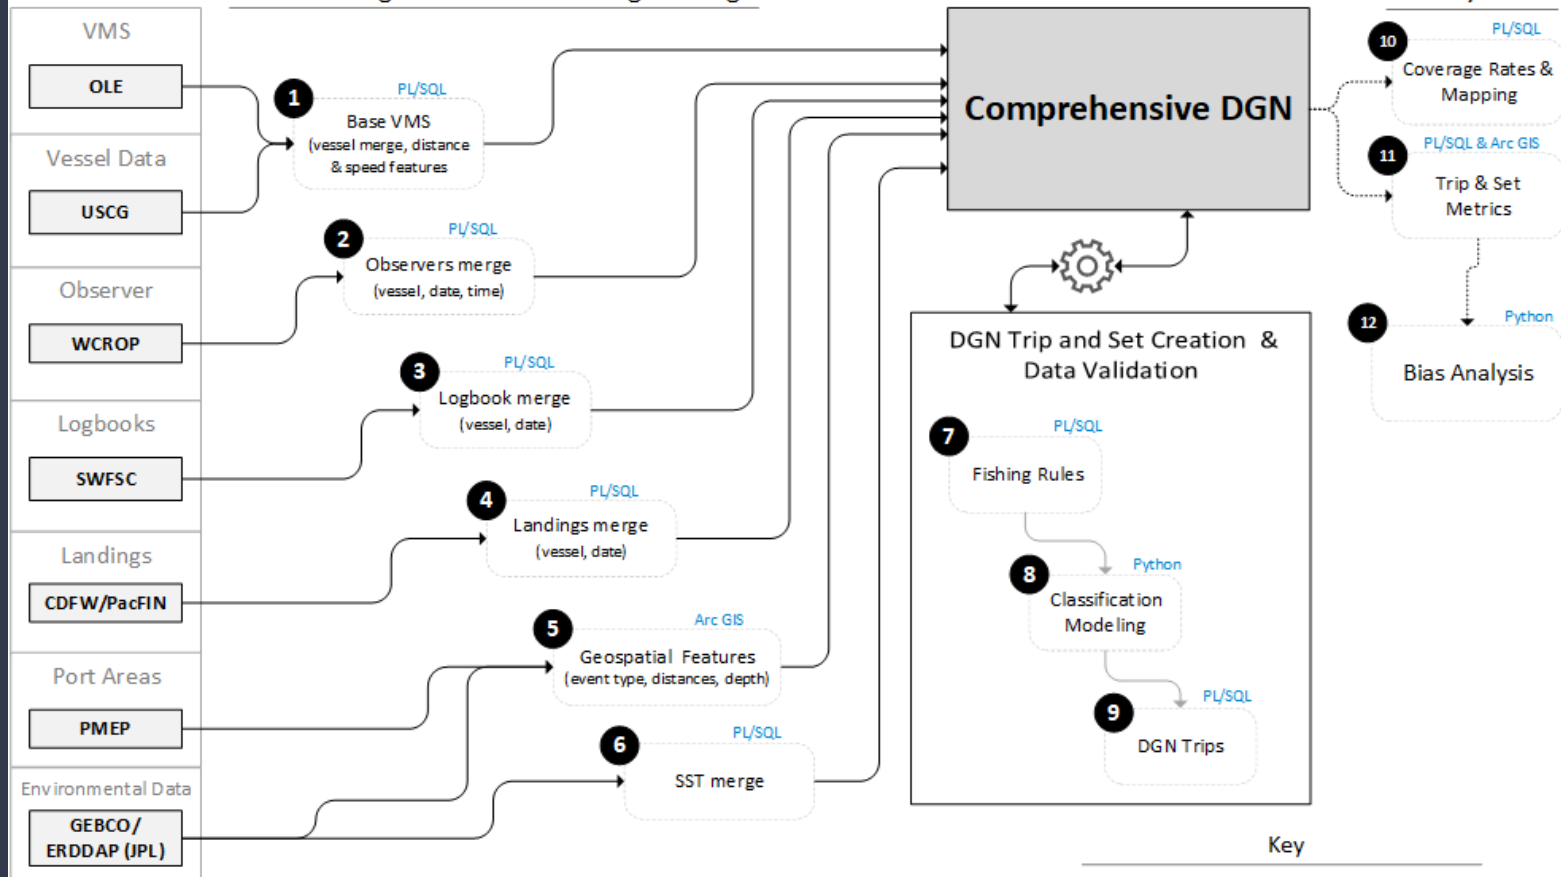 VMS
OLE
Vessel Data
USCG
Observer
WCROP
Logbooks
SWFSC
Landings
CDFW/PacFIN
Port Areas
PMEP
Environmental Data
GEBCO/
ERDDAP (JPL)
1
PL/SQL
Base VMS
(vessel merge, distance
& speed features
2
PL/SQL
Observers merge
(vessel, date, time)
3
PL/SQL
Logbook merge
(vessel, date)
4
PL/SQL
Landings merge
(vessel, date)
5
Arc GIS
Geospatial Features
(event type, distances, depth)
6
PL/SQL
SST merge
Comprehensive DGN
DGN Trip and Set Creation &
Data Validation
7
PL/SQL
Fishing Rules
8
Python
Classification
Modeling
9
PL/SQL
DGN Trips
10
PL/SQL
Coverage Rates &
Mapping
11
PL/SQL & Arc GIS
Trip & Set
Metrics
12
Python
Bias Analysis
Key